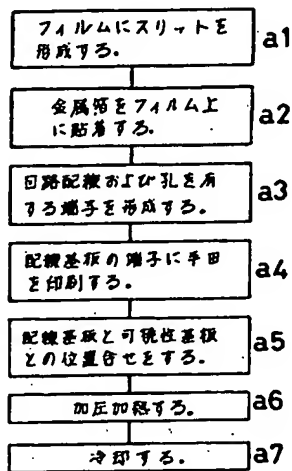 フィルムにスリットを
形成する。
a1
金属箔をフィルム上
に貼着する。
a2
回路配線および孔を有
する端子を形成する。
a3
配線基板の端子に半田
を印刷する。
a4
配線基板と可撓性基板
との位置合せをする。
a5
加圧加熱する。
a6
冷却する。
a7